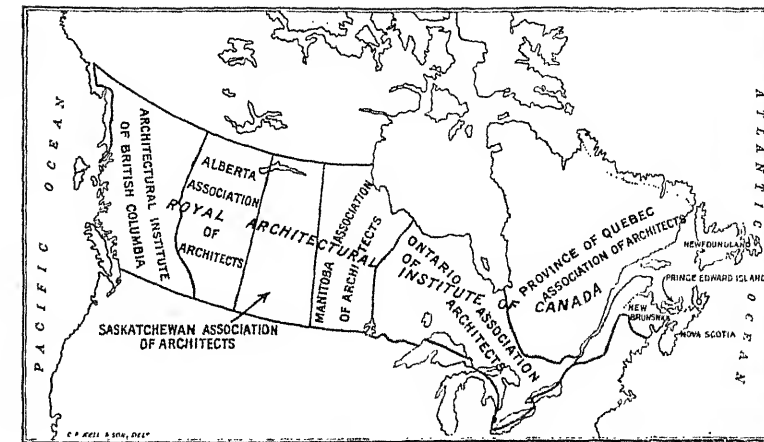 PACIFIC OCEAN
ARCHITECTURAL INSTITUTE
OF BRITISH COLUMBIA
ALBERTA
ASSOCIATION
OF
ARCHITECTS
ROYAL ARCHITECTURAL INSTITUTE OF CANADA
SASKATCHEWAN ASSOCIATION
OF ARCHITECTS
MANITOBA ASSOCIATION
OF ARCHITECTS
ONTARIO ASSOCIATION
OF
ARCHITECTS
PROVINCE OF QUEBEC
ASSOCIATION OF ARCHITECTS
NEWFOUNDLAND
PRINCE EDWARD ISLAND
NEW
BRUNSWICK
NOVA SCOTIA
ATLANTIC OCEAN
& SON, DELT